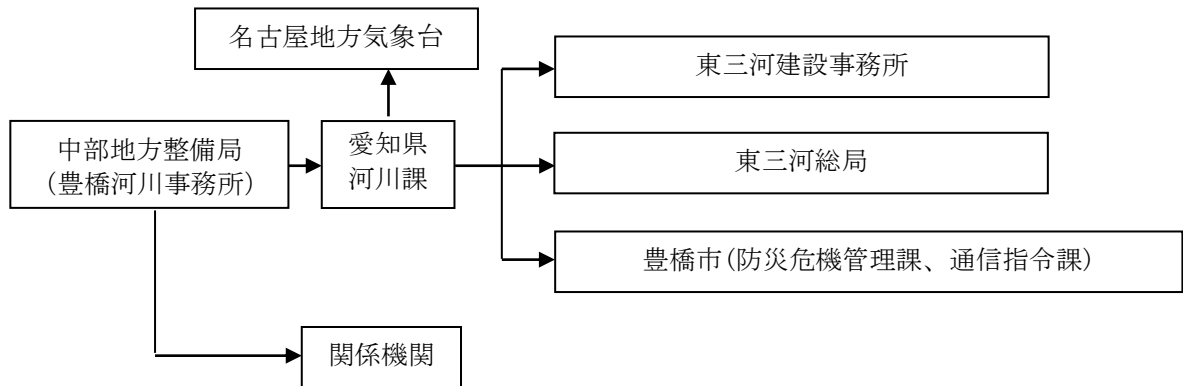 名古屋地方気象台
東三河建設事務所
中部地方整備局
(豊橋河川事務所)
愛知県
河川課
東三河総局
豊橋市(防災危機管理課、通信指令課)
関係機関